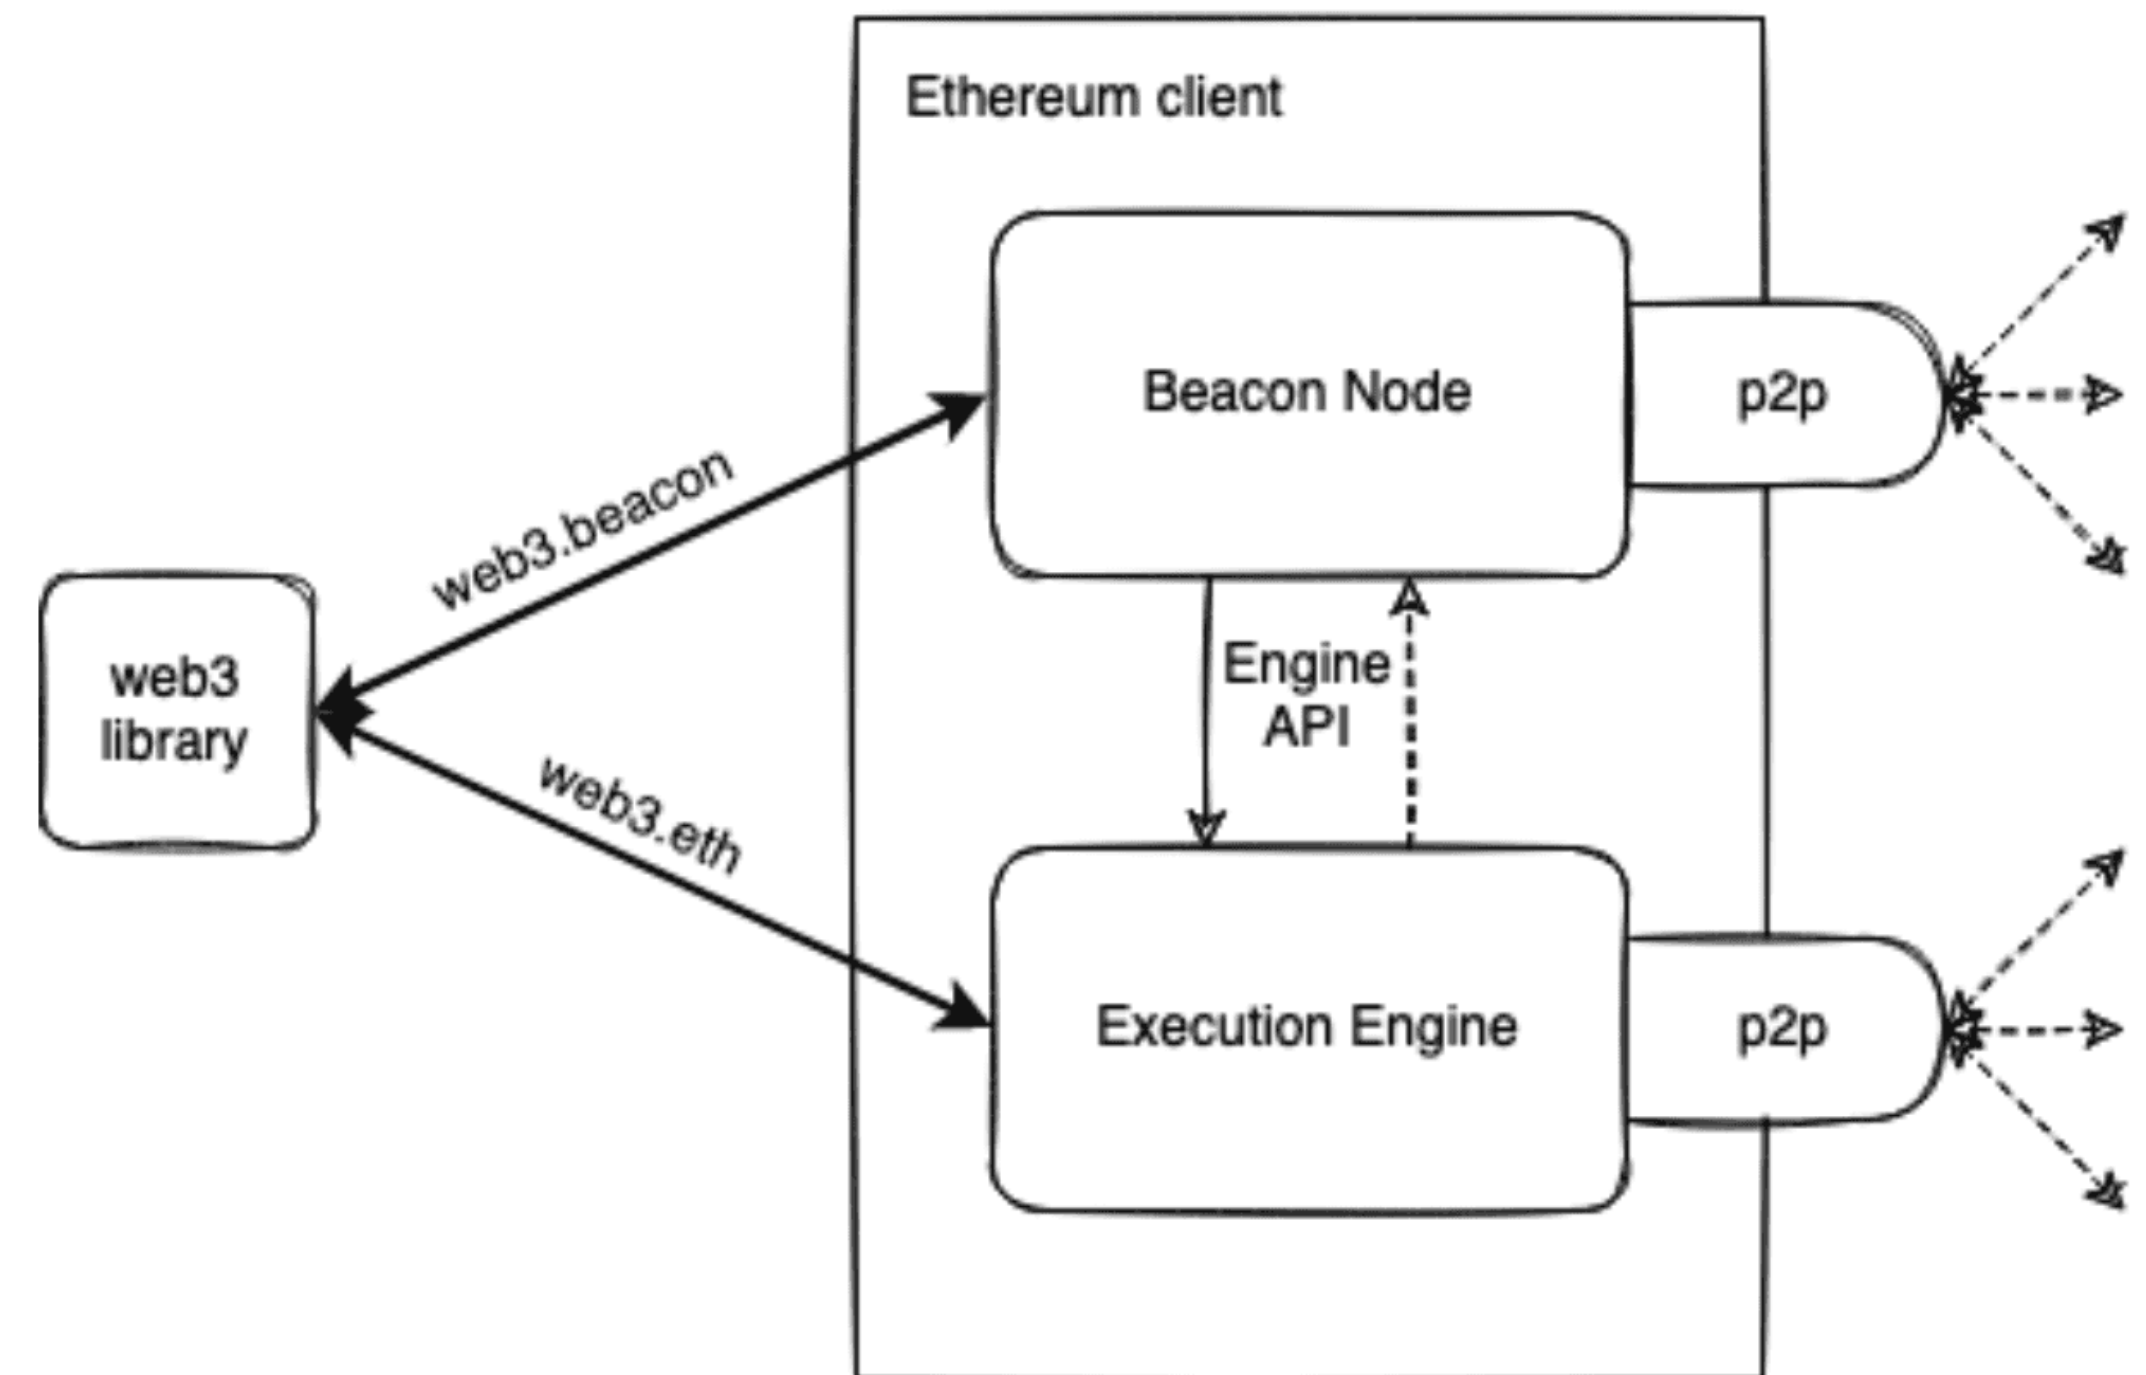 Ethereum client
Beacon Node
p2p
web3.beacon
Engine
API
web3
library
web3.eth
Execution Engine
p2p